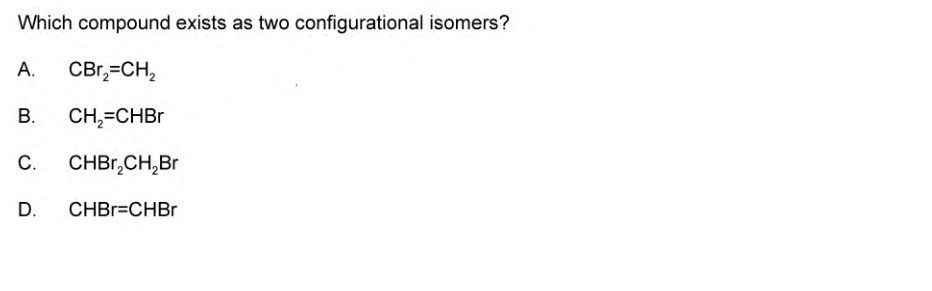 Which compound exists as two configurational isomers?
A. CBr₂=CH₂
B. CH₂=CHBr
C. CHBr₂CH₂Br
D. CHBr=CHBr